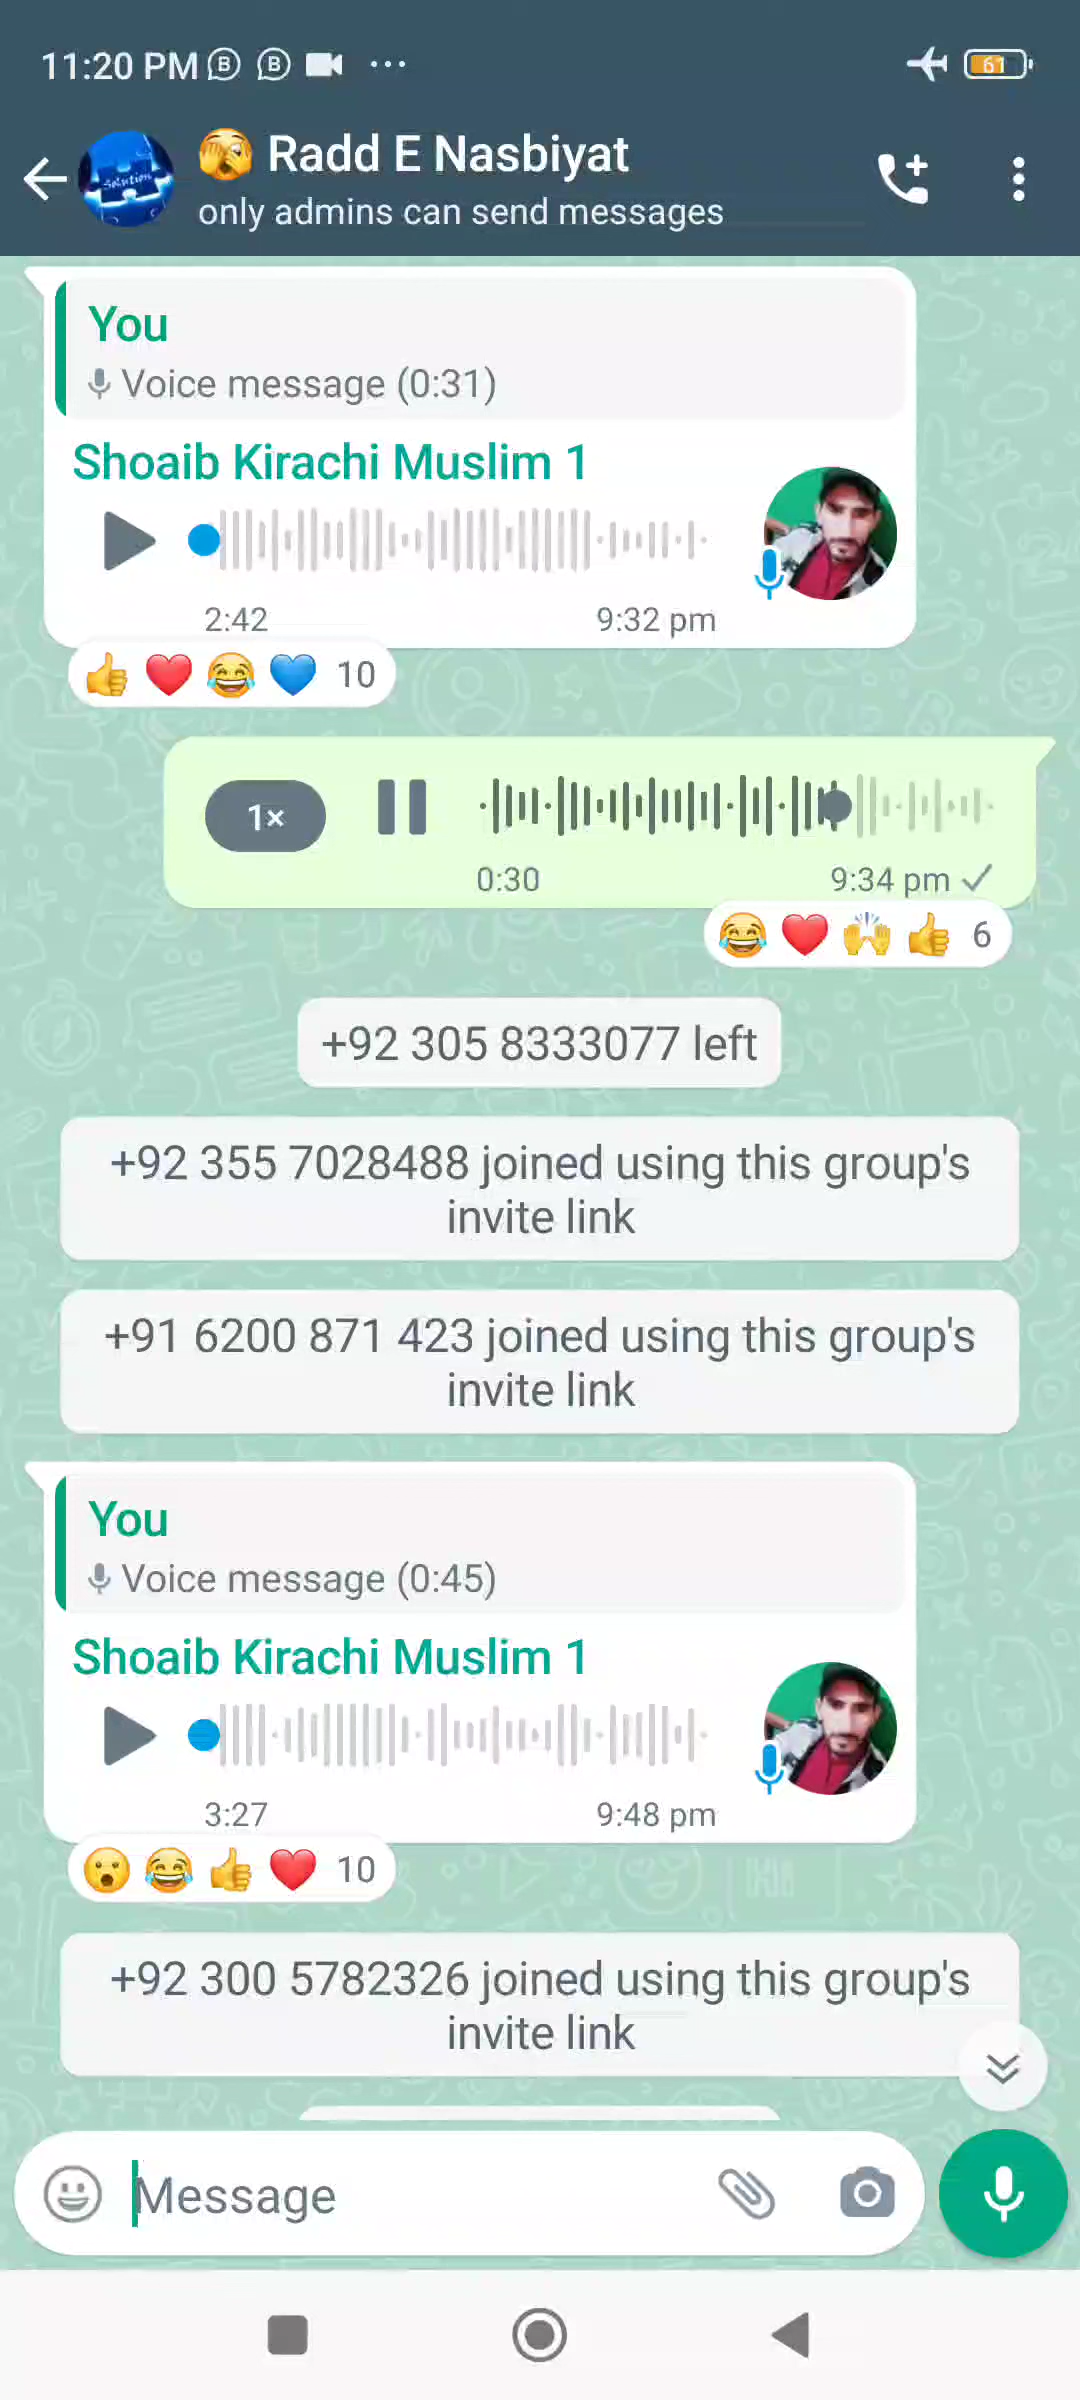 11:20 PM
61
🫣 Radd E Nasbiyat
only admins can send messages
Solution
You
Voice message (0:31)
Shoaib Kirachi Muslim 1
2:42 9:32 pm
👍 ❤️ 😂 💙 10
1×
0:30 9:34 pm
😂 ❤️ 🙌 👍 6
+92 305 8333077 left
+92 355 7028488 joined using this group's
invite link
+91 6200 871 423 joined using this group's
invite link
You
Voice message (0:45)
Shoaib Kirachi Muslim 1
3:27 9:48 pm
😮 😂 👍 ❤️ 10
+92 300 5782326 joined using this group's
invite link
Message